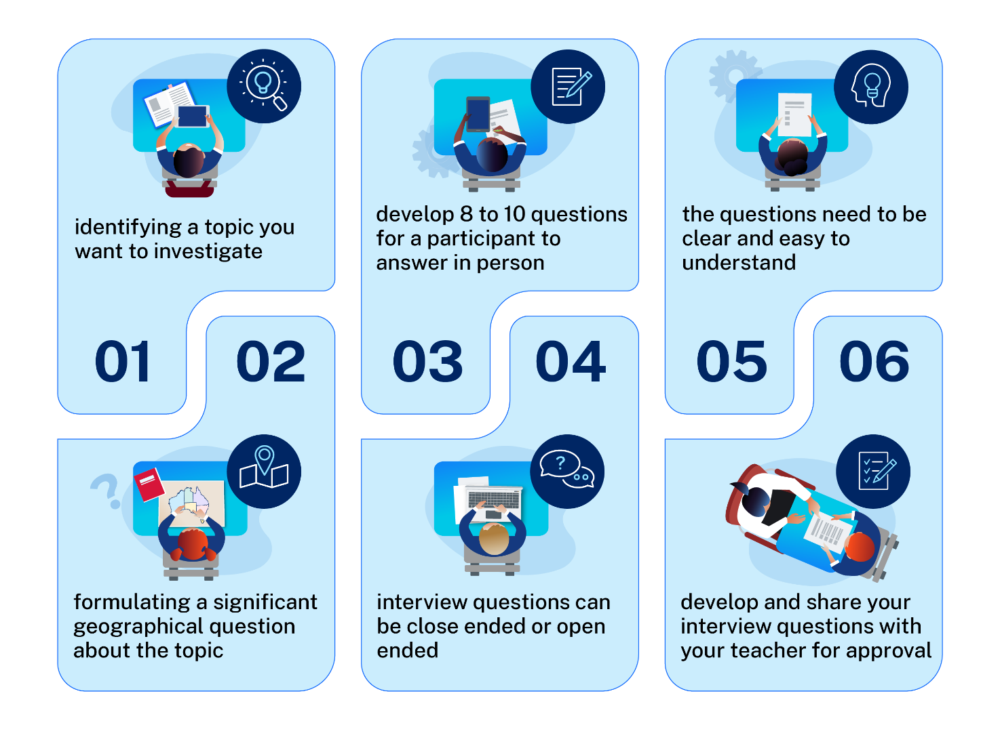 identifying a topic you
want to investigate
01
02
formulating a significant
geographical question
about the topic
develop 8 to 10 questions
for a participant to
answer in person
03
04
?
interview questions can
be close ended or open
ended
the questions need to be
clear and easy to
understand
05
06
develop and share your
interview questions with
your teacher for approval